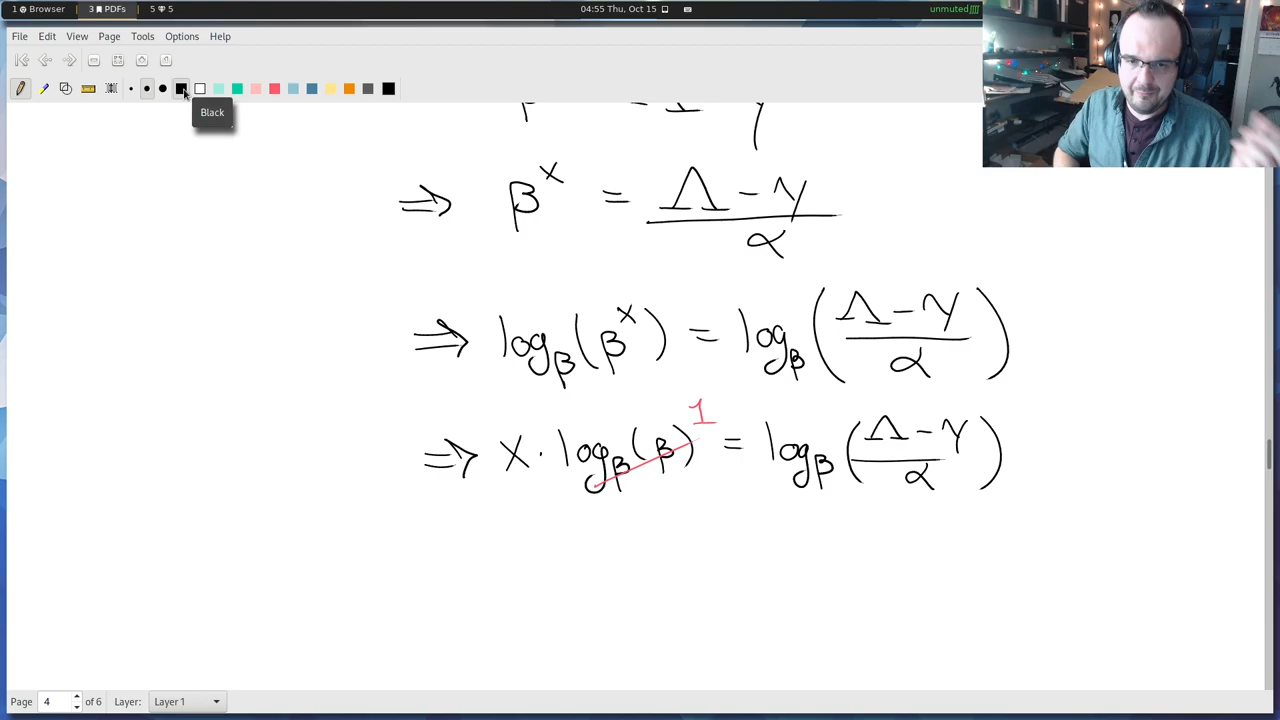 1 Browser 3 PDFs 5 5 04:55 Thu, Oct 15 unmuted
File Edit View Page Tools Options Help
Black
⇒ β^x = (Λ − γ)/α
⇒ log_β(β^x) = log_β((Λ − γ)/α)
1
⇒ x · log_β(β) = log_β((Λ − γ)/α)
Page 4 of 6 Layer: Layer 1